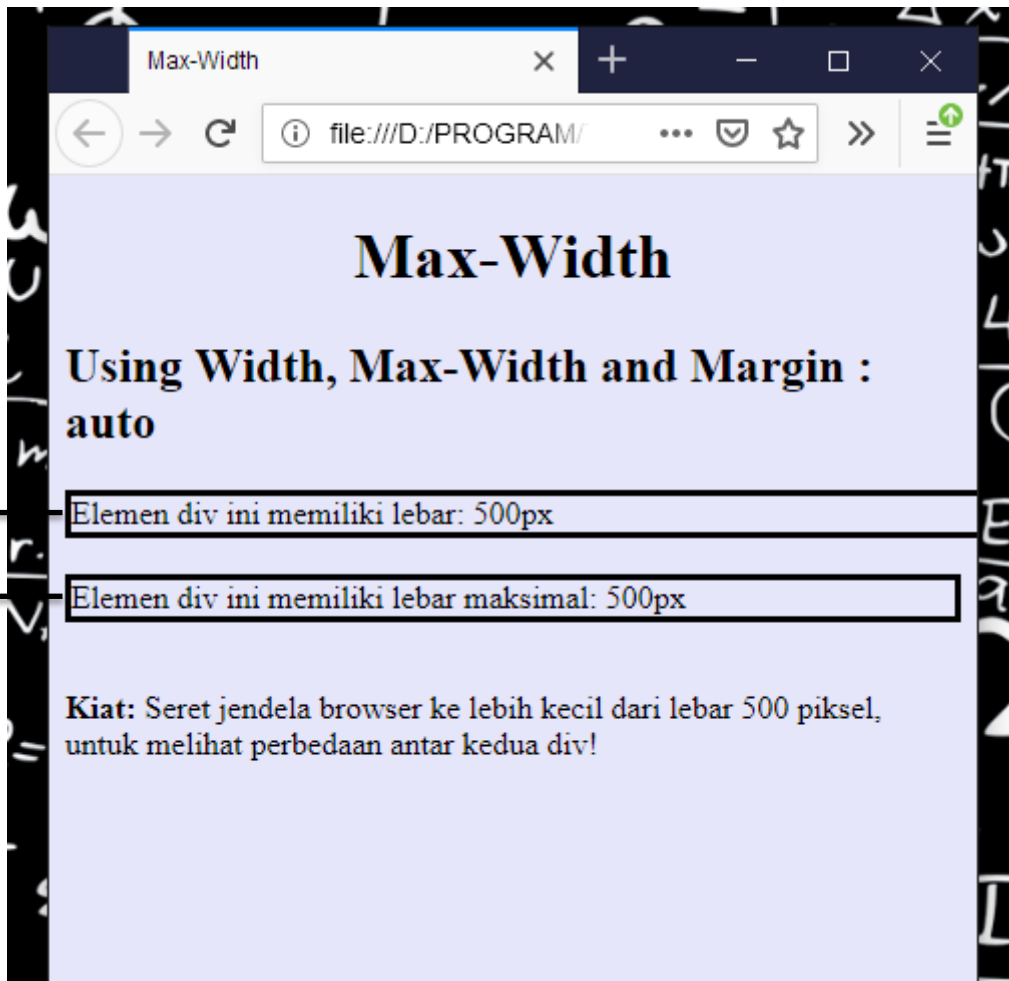 Max-Width
file:///D:/PROGRAM/
Max-Width
Using Width, Max-Width and Margin :
auto
Elemen div ini memiliki lebar: 500px
Elemen div ini memiliki lebar maksimal: 500px
Kiat: Seret jendela browser ke lebih kecil dari lebar 500 piksel,
untuk melihat perbedaan antar kedua div!